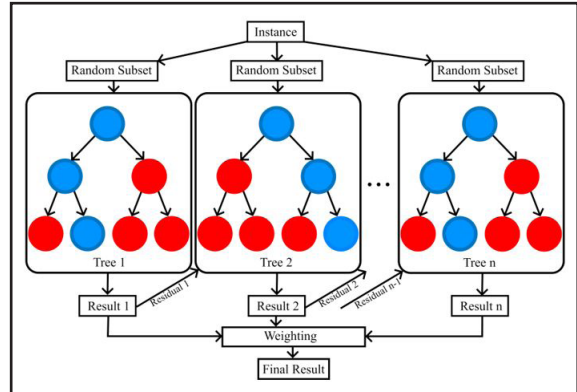 Instance
Random Subset
Random Subset
Random Subset
...
Tree 1
Tree 2
Tree n
Residual 1
Residual 2
Residual n-1
Result 1
Result 2
Result n
Weighting
Final Result